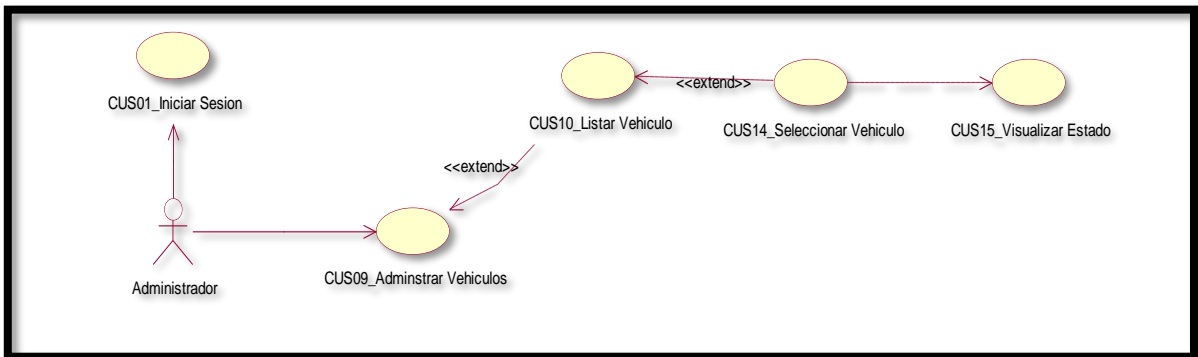 CUS01_Iniciar Sesion
CUS10_Listar Vehiculo
<<extend>>
CUS14_Seleccionar Vehiculo
CUS15_Visualizar Estado
<<extend>>
Administrador
CUS09_Adminstrar Vehiculos